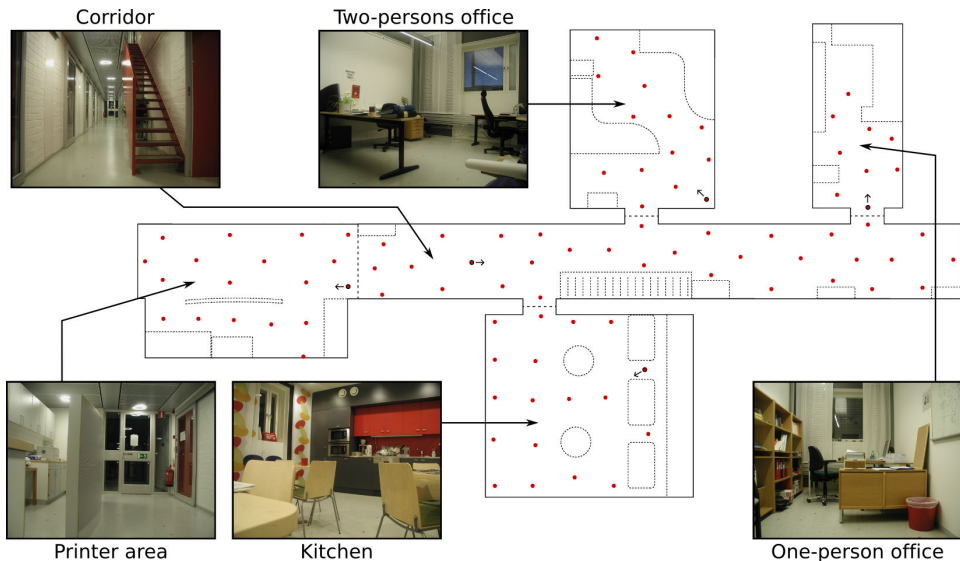 Corridor
Two-persons office
Printer area
Kitchen
One-person office